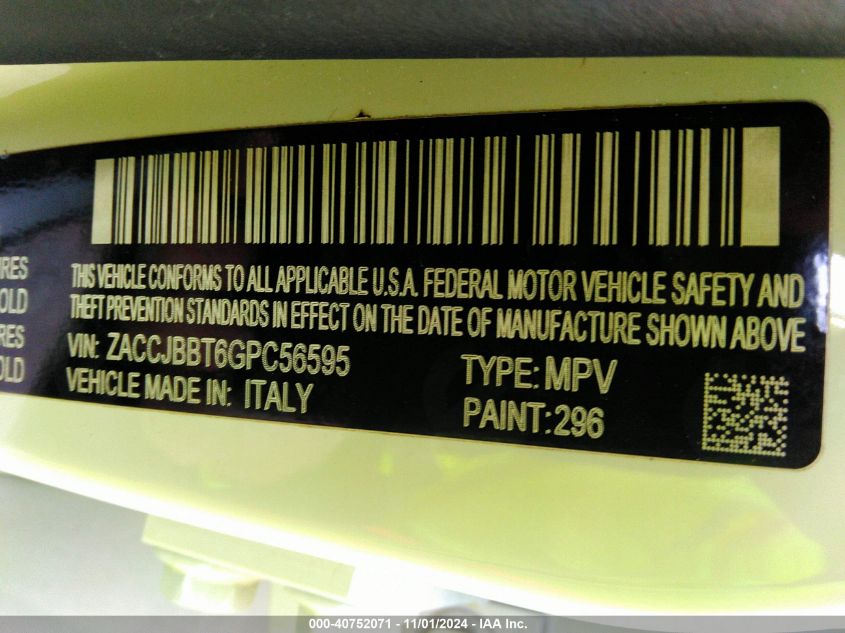 THIS VEHICLE CONFORMS TO ALL APPLICABLE U.S.A. FEDERAL MOTOR VEHICLE SAFETY AND
THEFT PREVENTION STANDARDS IN EFFECT ON THE DATE OF MANUFACTURE SHOWN ABOVE
VIN: ZACCJBBT6GPC56595
TYPE: MPV
VEHICLE MADE IN: ITALY
PAINT: 296
000-40752071 - 11/01/2024 - IAA Inc.